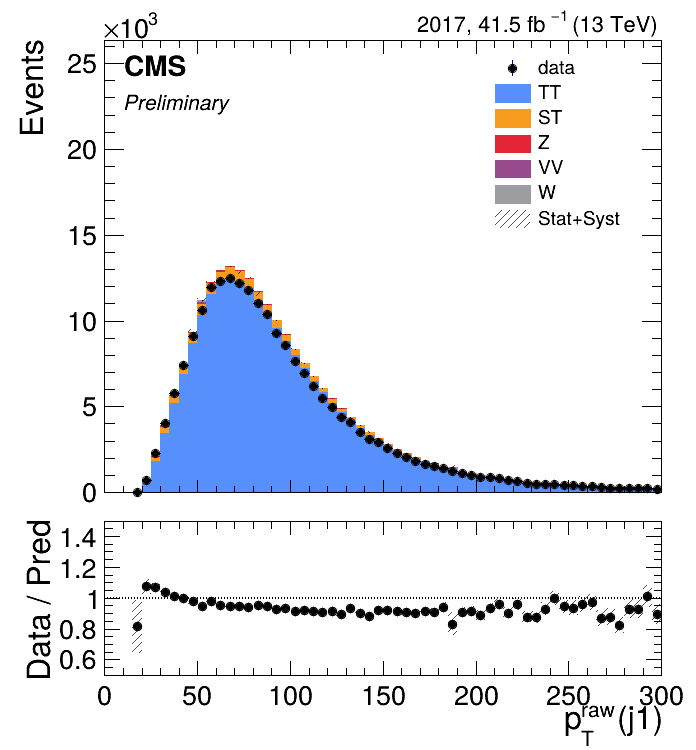 ×10³
2017, 41.5 fb⁻¹ (13 TeV)
CMS
Preliminary
Events
25
20
15
10
5
0
data
TT
ST
Z
VV
W
Stat+Syst
Data / Pred
1.4
1.2
1
0.8
0.6
0 50 100 150 200 250 300
p_T^raw(j1)